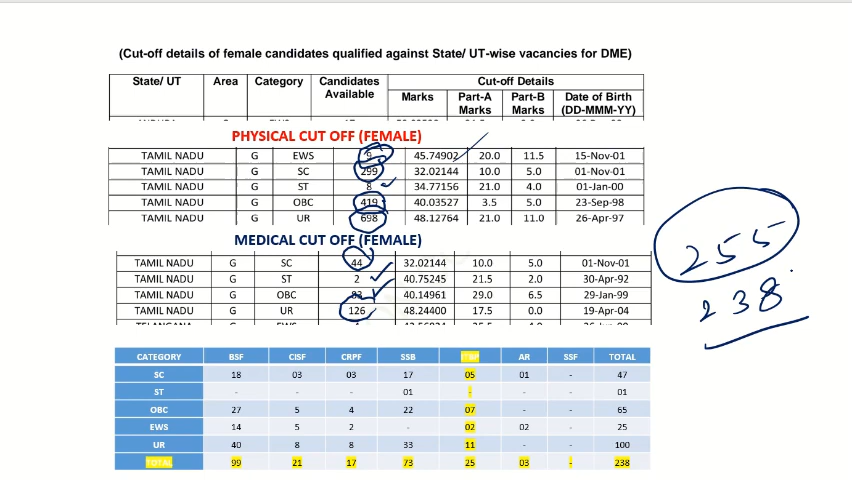 (Cut-off details of female candidates qualified against State/ UT-wise vacancies for DME)
State/ UT Area Category Candidates Available Cut-off Details
Marks Part-A Marks Part-B Marks Date of Birth (DD-MMM-YY)
PHYSICAL CUT OFF (FEMALE)
TAMIL NADU G EWS 9 45.74902 20.0 11.5 15-Nov-01
TAMIL NADU G SC 299 32.02144 10.0 5.0 01-Nov-01
TAMIL NADU G ST 8 34.77156 21.0 4.0 01-Jan-00
TAMIL NADU G OBC 419 40.03527 3.5 5.0 23-Sep-98
TAMIL NADU G UR 698 48.12764 21.0 11.0 26-Apr-97
MEDICAL CUT OFF (FEMALE)
TAMIL NADU G SC 44 32.02144 10.0 5.0 01-Nov-01
TAMIL NADU G ST 2 40.75245 21.5 2.0 30-Apr-92
TAMIL NADU G OBC 83 40.14961 29.0 6.5 29-Jan-99
TAMIL NADU G UR 126 48.24400 17.5 0.0 19-Apr-04
255
238
CATEGORY BSF CISF CRPF SSB ITBP AR SSF TOTAL
SC 18 03 03 17 05 01 - 47
ST - - - 01 - - - 01
OBC 27 5 4 22 07 - - 65
EWS 14 5 2 - 02 02 - 25
UR 40 8 8 33 11 - - 100
TOTAL 99 21 17 73 25 03 - 238